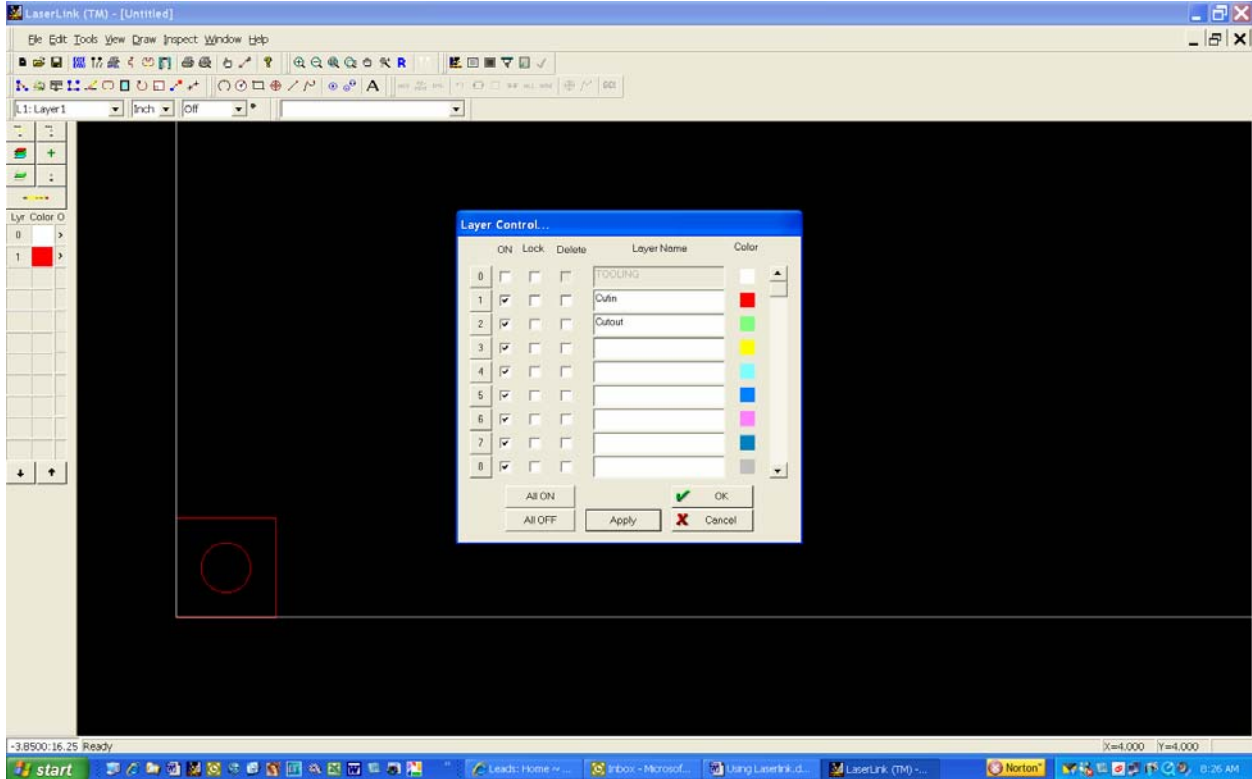 LaserLink (TM) - [Untitled]
File Edit Tools View Draw Inspect Window Help
R
A
GCI
L1: Layer1 Inch Off
Lyr Color O
0 >
1 >
Layer Control...
ON Lock Delete Layer Name Color
0 TOOLING
1 Cutin
2 Cutout
3
4
5
6
7
8
All ON OK
All OFF Apply Cancel
-3.8500:16.25 Ready X=4.000 Y=4.000
start Leads: Home ~ ... Inbox - Microsof... Using Laserlink.d... LaserLink (TM) -... Norton™ 8:26 AM